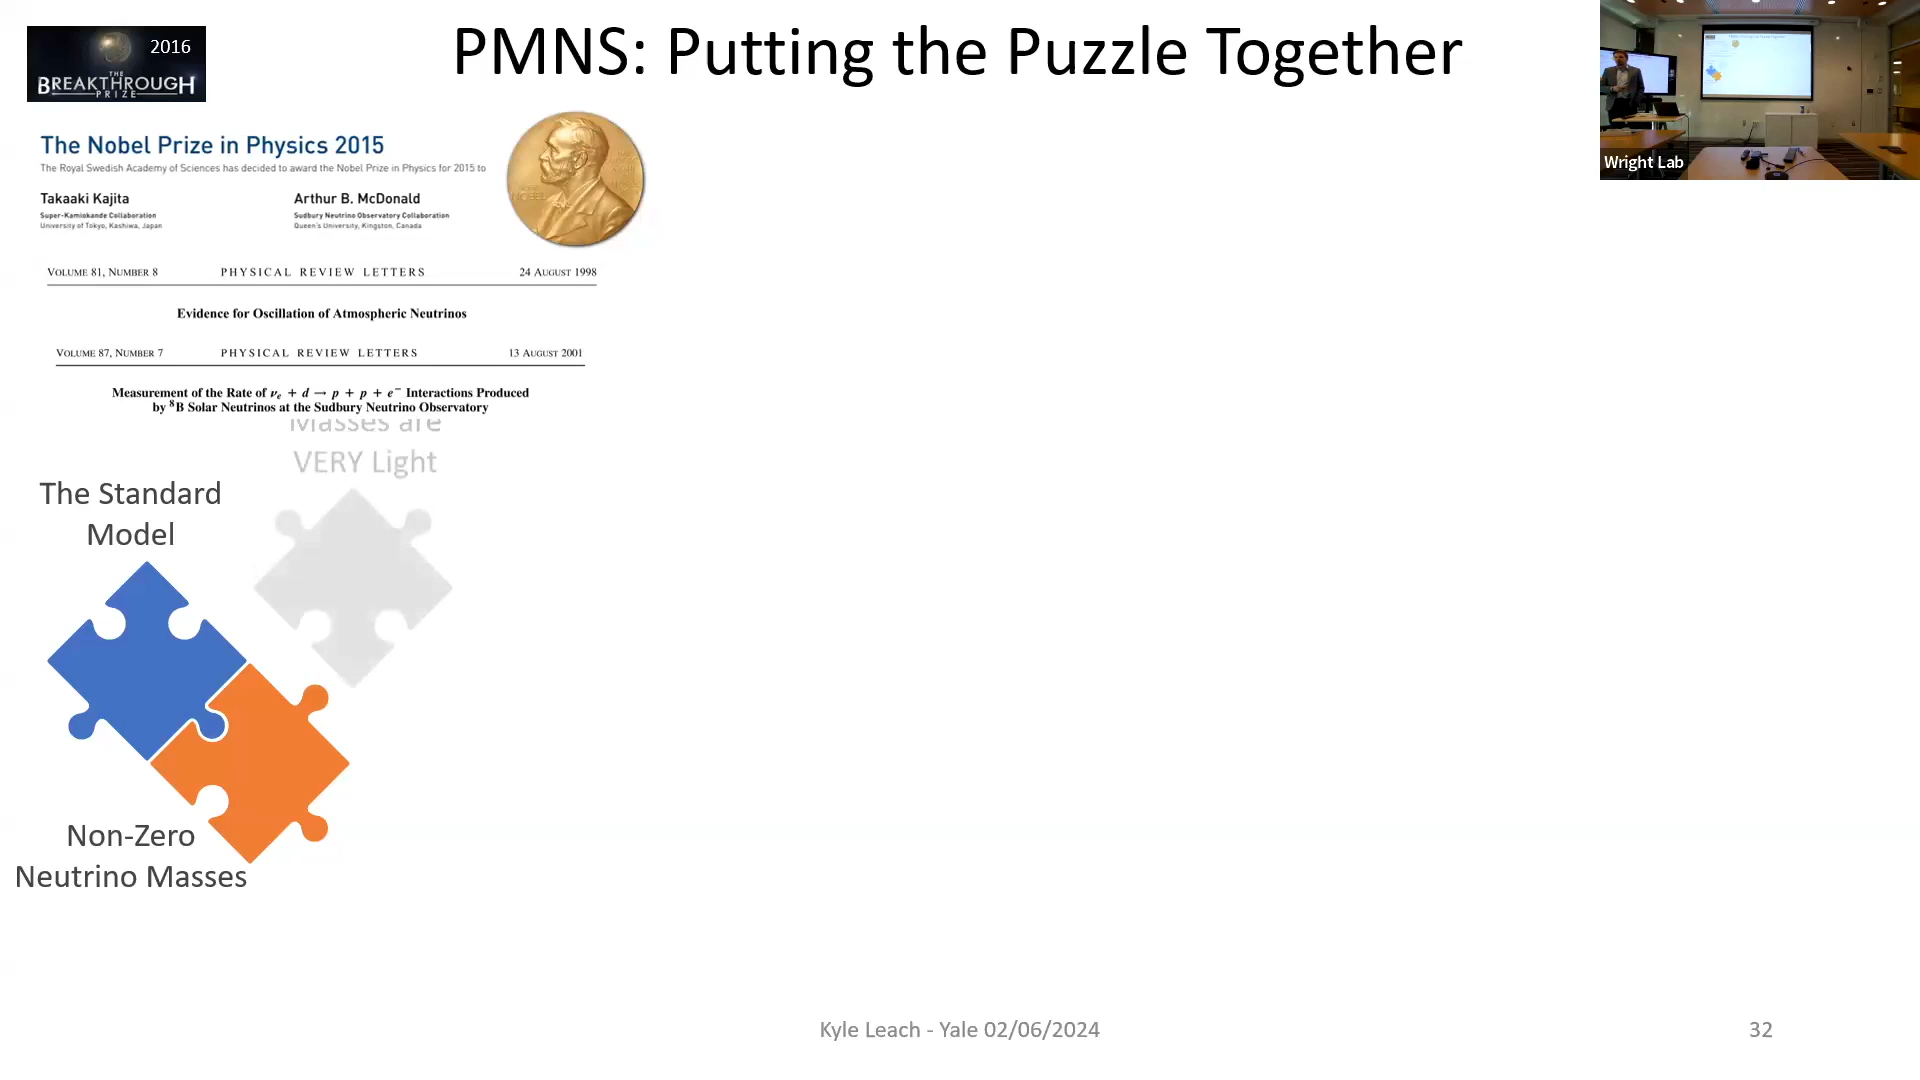 2016
THE
BREAKTHROUGH
PRIZE
PMNS: Putting the Puzzle Together
Wright Lab
The Nobel Prize in Physics 2015
The Royal Swedish Academy of Sciences has decided to award the Nobel Prize in Physics for 2015 to
Takaaki Kajita
Super-Kamiokande Collaboration
University of Tokyo, Kashiwa, Japan
Arthur B. McDonald
Sudbury Neutrino Observatory Collaboration
Queen's University, Kingston, Canada
VOLUME 81, NUMBER 8 PHYSICAL REVIEW LETTERS 24 AUGUST 1998
Evidence for Oscillation of Atmospheric Neutrinos
VOLUME 87, NUMBER 7 PHYSICAL REVIEW LETTERS 13 AUGUST 2001
Measurement of the Rate of νe + d → p + p + e⁻ Interactions Produced
by ⁸B Solar Neutrinos at the Sudbury Neutrino Observatory
Masses are
VERY Light
The Standard
Model
Non-Zero
Neutrino Masses
Kyle Leach - Yale 02/06/2024
32